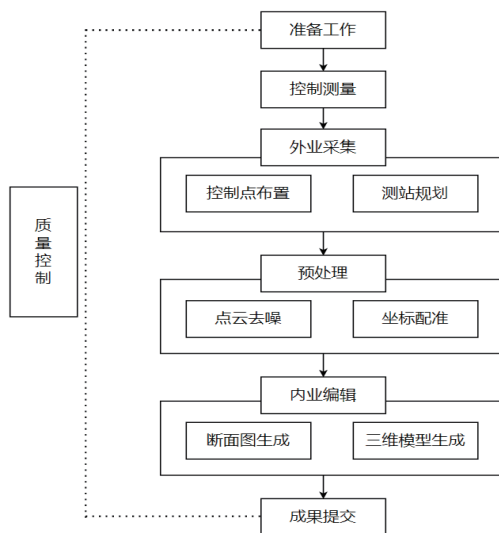 准备工作
控制测量
外业采集
控制点布置
测站规划
质
量
控
制
预处理
点云去噪
坐标配准
内业编辑
断面图生成
三维模型生成
成果提交